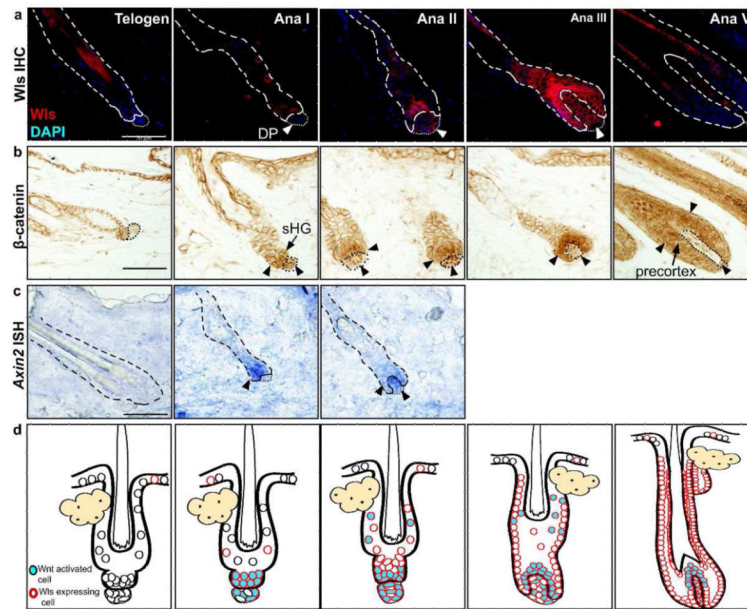 a
Wls IHC
Telogen
Ana I
Ana II
Ana III
Ana V
Wls
DAPI
DP
b
β-catenin
sHG
precortex
c
Axin2 ISH
d
Wnt activated
cell
Wls expressing
cell